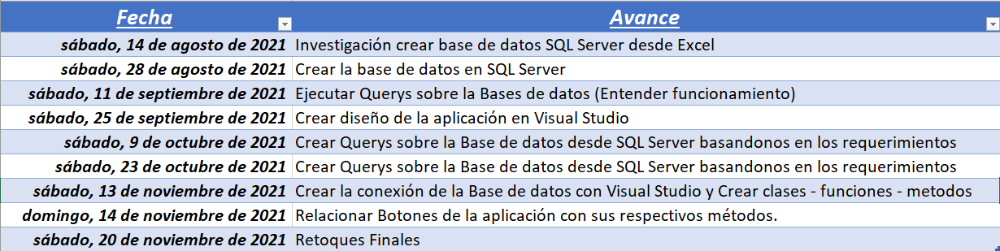 Fecha Avance
sábado, 14 de agosto de 2021 Investigación crear base de datos SQL Server desde Excel
sábado, 28 de agosto de 2021 Crear la base de datos en SQL Server
sábado, 11 de septiembre de 2021 Ejecutar Querys sobre la Bases de datos (Entender funcionamiento)
sábado, 25 de septiembre de 2021 Crear diseño de la aplicación en Visual Studio
sábado, 9 de octubre de 2021 Crear Querys sobre la Base de datos desde SQL Server basandonos en los requerimientos
sábado, 23 de octubre de 2021 Crear Querys sobre la Base de datos desde SQL Server basandonos en los requerimientos
sábado, 13 de noviembre de 2021 Crear la conexión de la Base de datos con Visual Studio y Crear clases - funciones - metodos
domingo, 14 de noviembre de 2021 Relacionar Botones de la aplicación con sus respectivos métodos.
sábado, 20 de noviembre de 2021 Retoques Finales